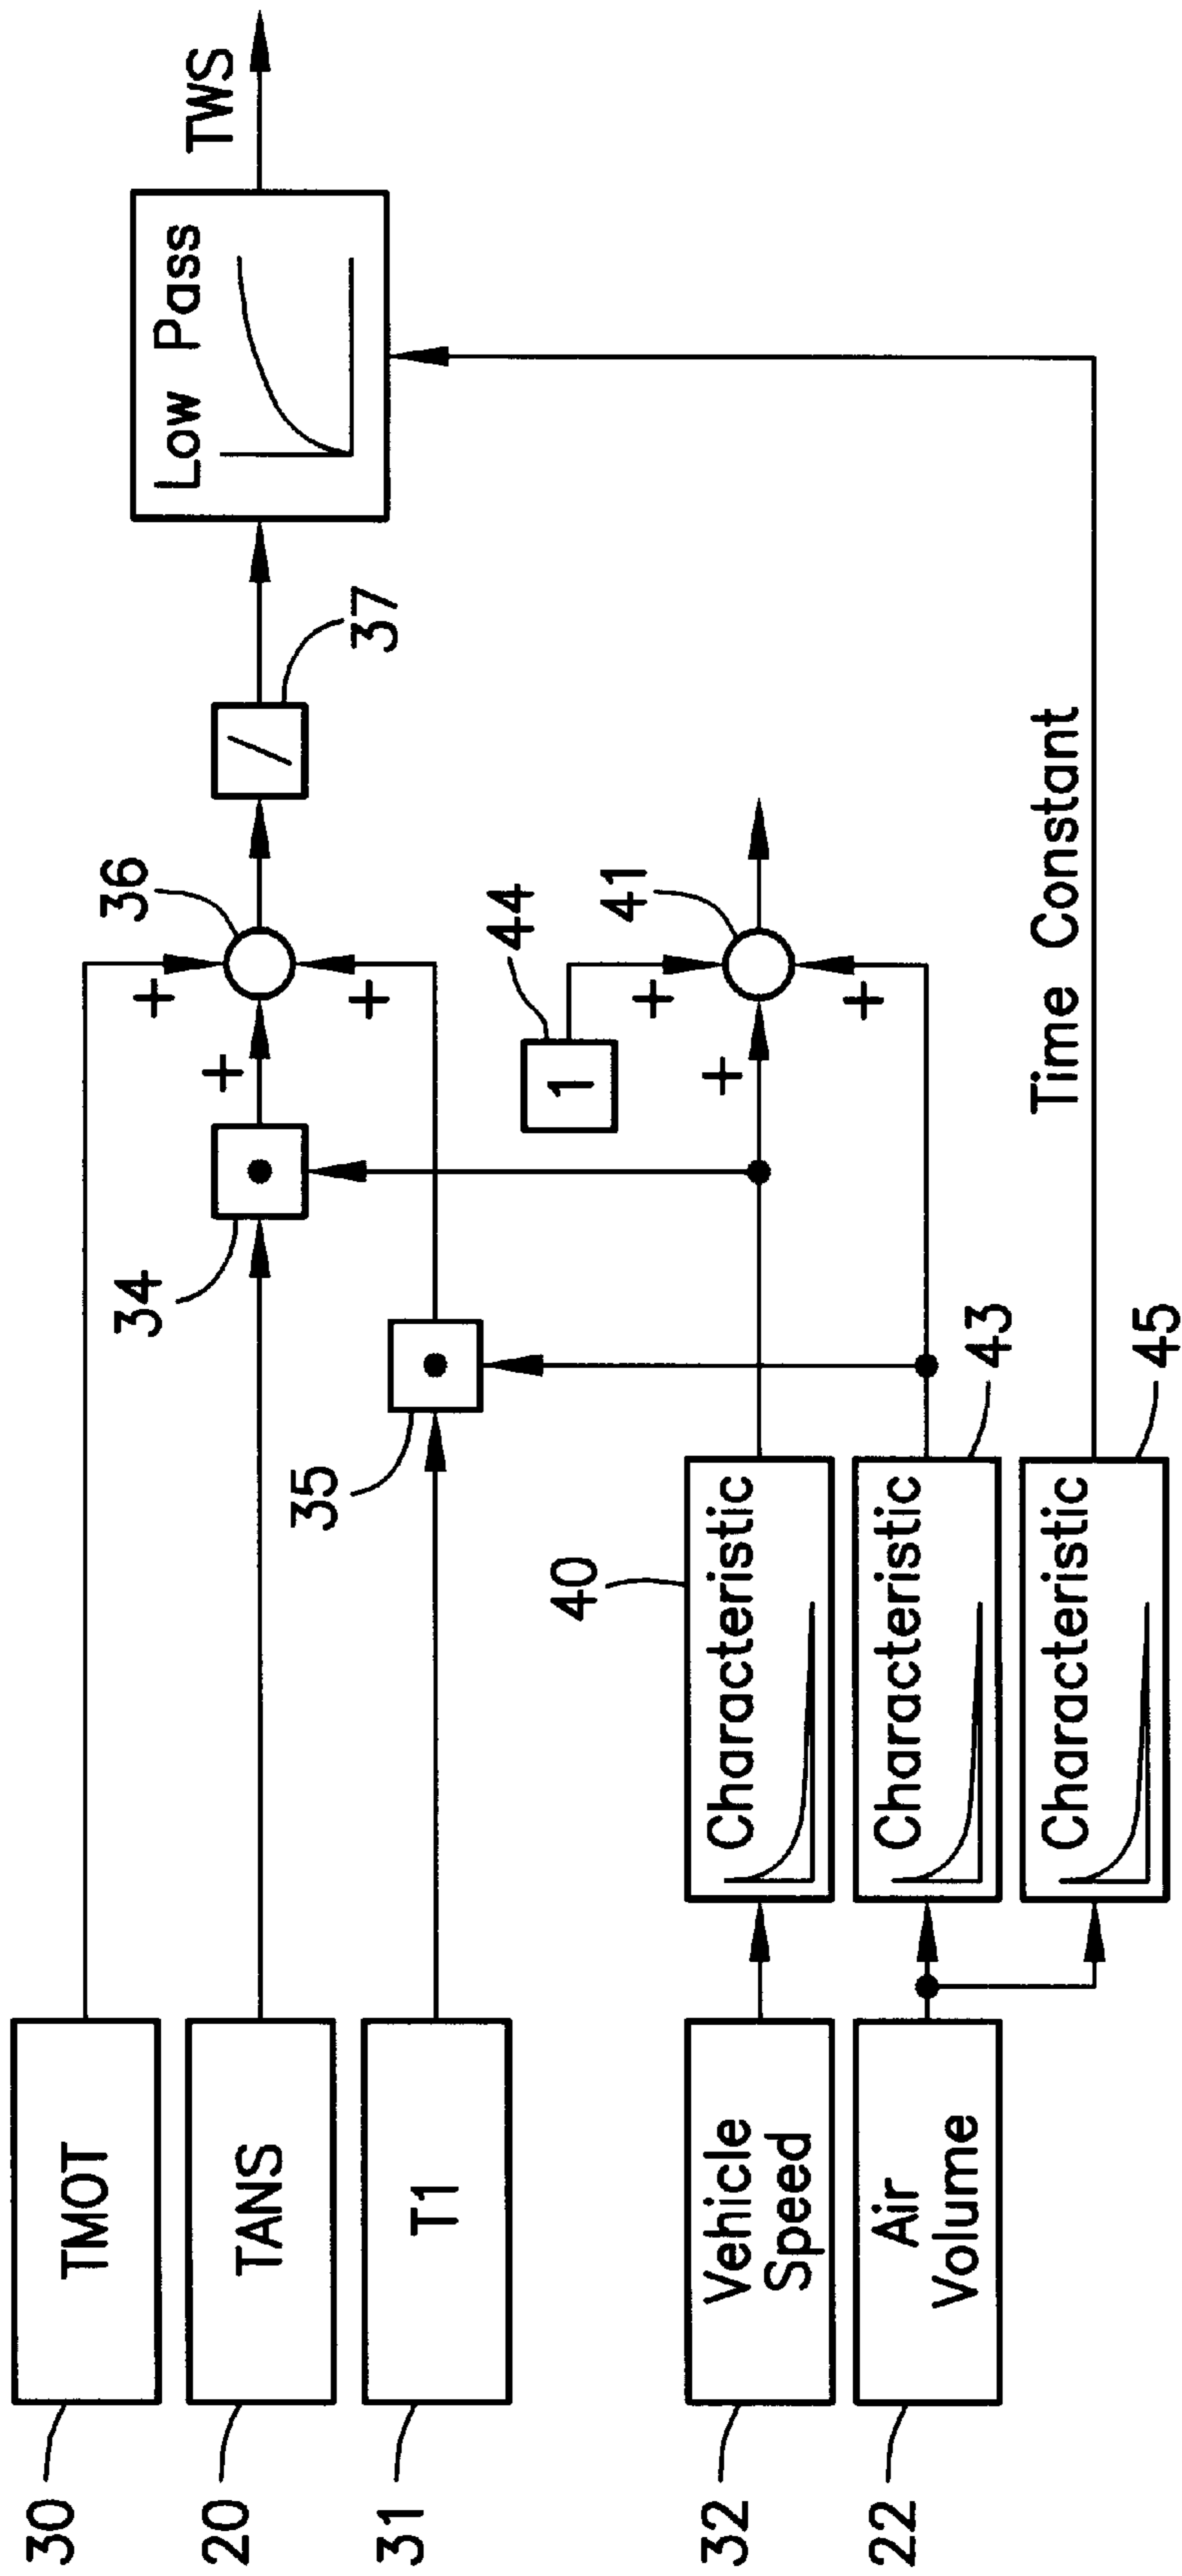 30
TMOT
20
TANS
31
T1
32
Vehicle
Speed
22
Air
Volume
40
Characteristic
Characteristic
43
Characteristic
45
35
34
+
+
+
36
37
Low Pass
TWS
44
1
+
+
+
41
Time Constant
/